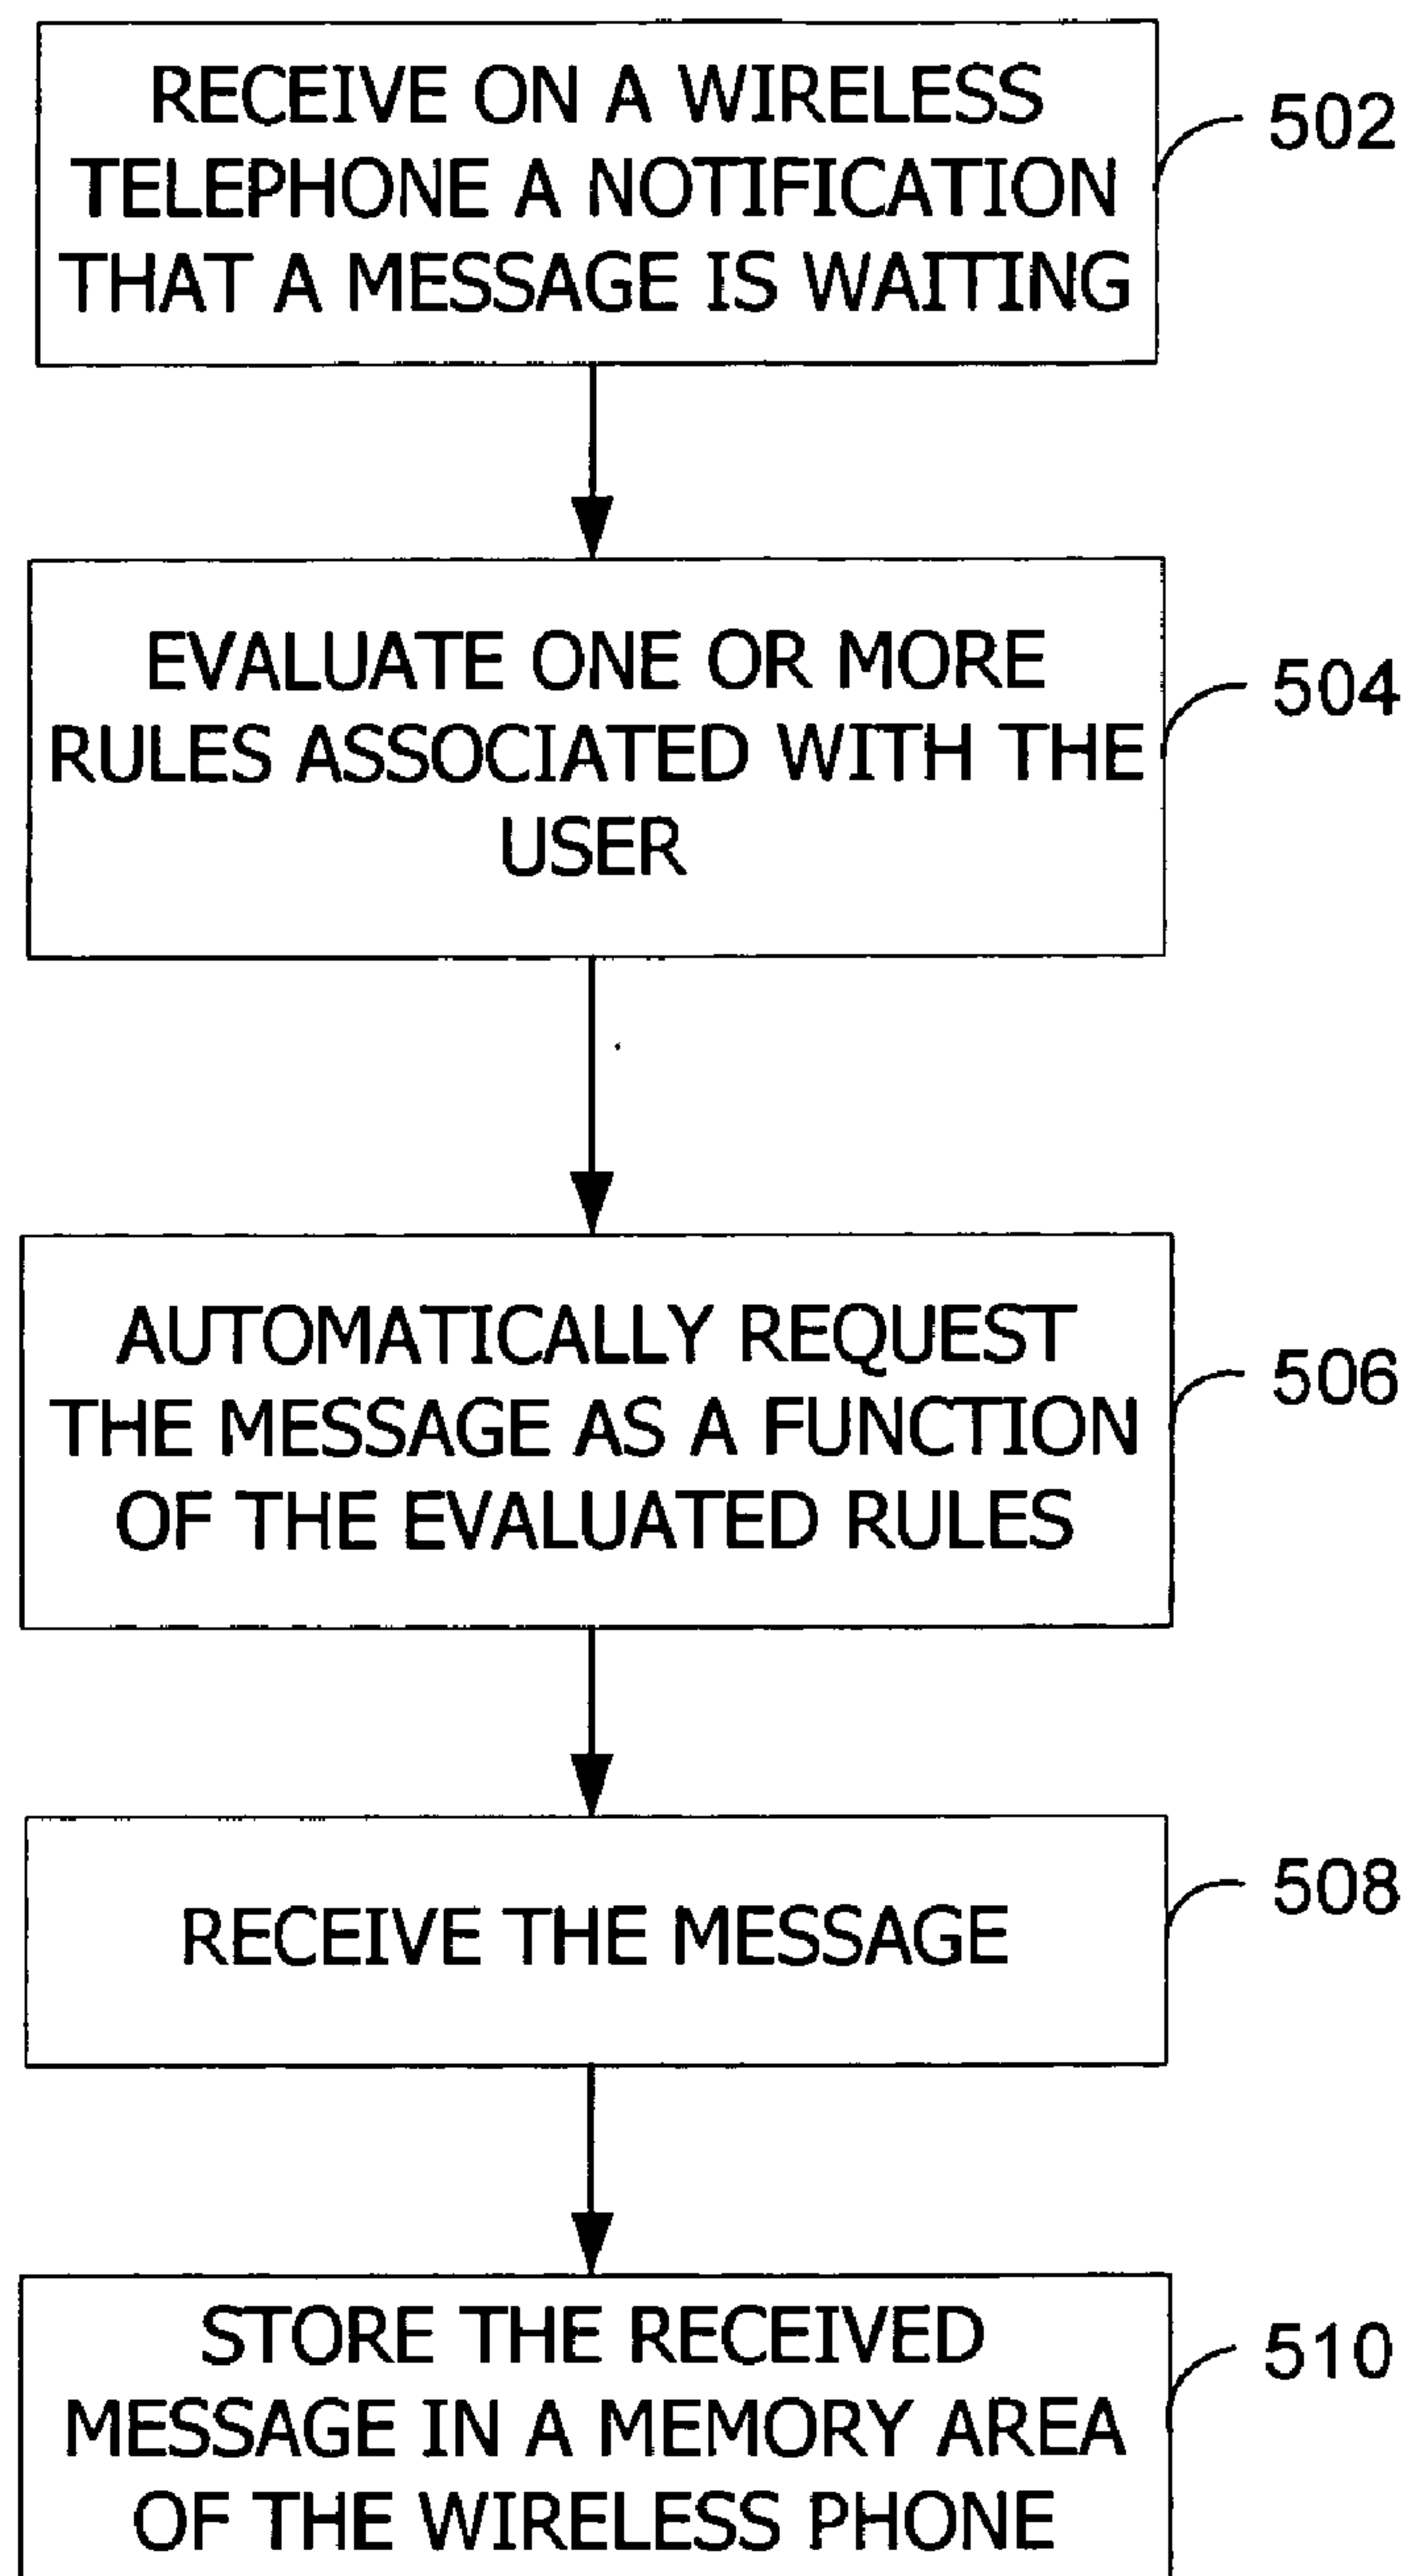 RECEIVE ON A WIRELESS
TELEPHONE A NOTIFICATION
THAT A MESSAGE IS WAITING
502
EVALUATE ONE OR MORE
RULES ASSOCIATED WITH THE
USER
504
AUTOMATICALLY REQUEST
THE MESSAGE AS A FUNCTION
OF THE EVALUATED RULES
506
RECEIVE THE MESSAGE
508
STORE THE RECEIVED
MESSAGE IN A MEMORY AREA
OF THE WIRELESS PHONE
510